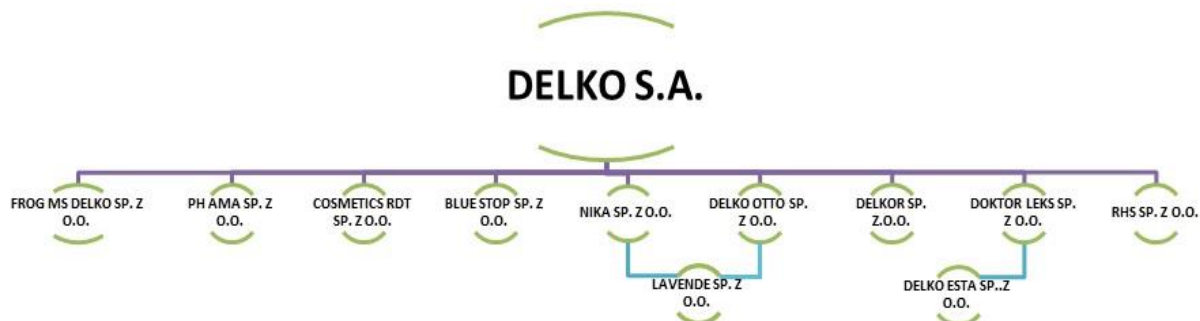 DELKO S.A.
FROG MS DELKO SP. Z
O.O.
PH AMA SP. Z
O.O.
COSMETICS RDT
SP. Z O.O.
BLUE STOP SP. Z
O.O.
NIKA SP. Z O.O.
DELKO OTTO SP.
Z O.O.
DELKOR SP.
Z.O.O.
DOKTOR LEKS SP.
Z O.O.
RHS SP. Z O.O.
LAVENDE SP. Z
O.O.
DELKO ESTA SP..Z
O.O.